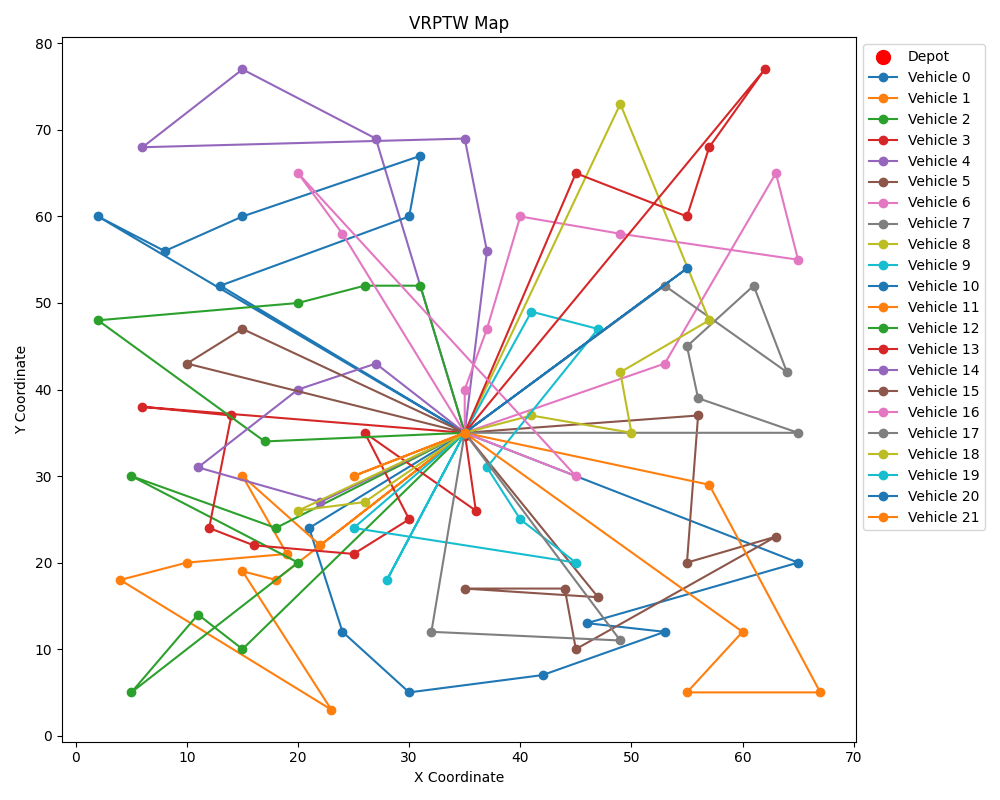 VRPTW Map
80
70
60
50
40
30
20
10
0
Y Coordinate
0 10 20 30 40 50 60 70
X Coordinate
Depot
Vehicle 0
Vehicle 1
Vehicle 2
Vehicle 3
Vehicle 4
Vehicle 5
Vehicle 6
Vehicle 7
Vehicle 8
Vehicle 9
Vehicle 10
Vehicle 11
Vehicle 12
Vehicle 13
Vehicle 14
Vehicle 15
Vehicle 16
Vehicle 17
Vehicle 18
Vehicle 19
Vehicle 20
Vehicle 21